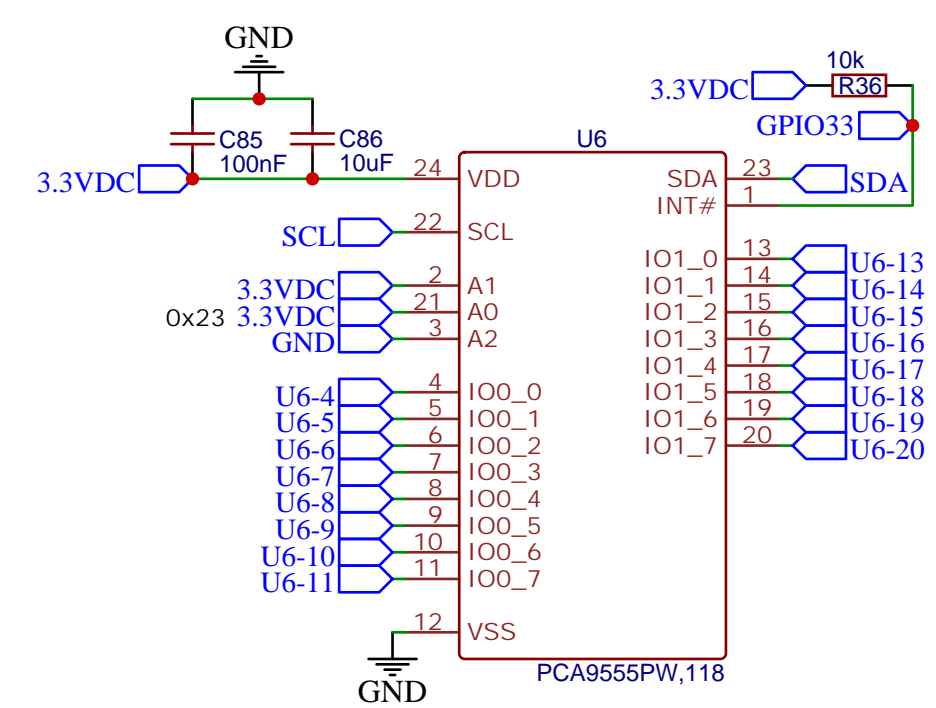 GND
10k
3.3VDC
R36
GPIO33
C85
100nF
C86
10uF
U6
3.3VDC
24
VDD
SDA
23
SDA
INT#
1
SCL
22
SCL
IO1_0
13
U6-13
3.3VDC
2
A1
IO1_1
14
U6-14
0x23
3.3VDC
21
A0
IO1_2
15
U6-15
GND
3
A2
IO1_3
16
U6-16
IO1_4
17
U6-17
U6-4
4
IO0_0
IO1_5
18
U6-18
U6-5
5
IO0_1
IO1_6
19
U6-19
U6-6
6
IO0_2
IO1_7
20
U6-20
U6-7
7
IO0_3
U6-8
8
IO0_4
U6-9
9
IO0_5
U6-10
10
IO0_6
U6-11
11
IO0_7
12
VSS
GND
PCA9555PW,118